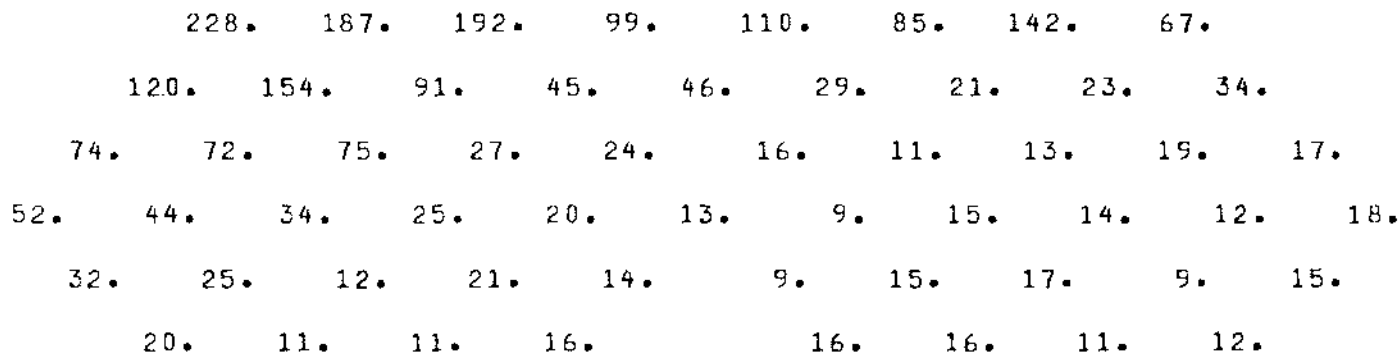 228. 187. 192. 99. 110. 85. 142. 67.
120. 154. 91. 45. 46. 29. 21. 23. 34.
74. 72. 75. 27. 24. 16. 11. 13. 19. 17.
52. 44. 34. 25. 20. 13. 9. 15. 14. 12. 18.
32. 25. 12. 21. 14. 9. 15. 17. 9. 15.
20. 11. 11. 16. 16. 16. 11. 12.